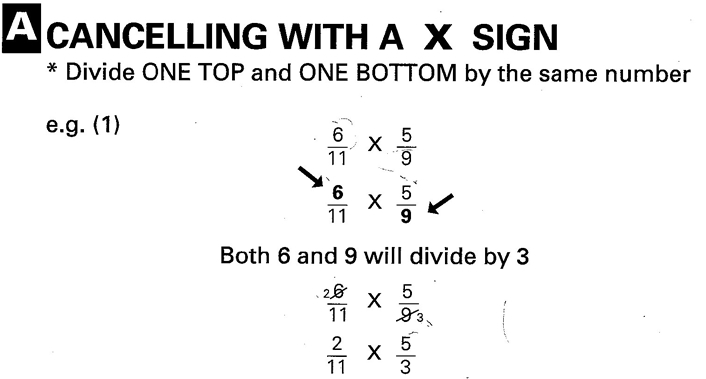 A CANCELLING WITH A X SIGN
* Divide ONE TOP and ONE BOTTOM by the same number
e.g. (1)
6/11 X 5/9
6/11 X 5/9
Both 6 and 9 will divide by 3
2 6/11 X 5/9 3
2/11 X 5/3